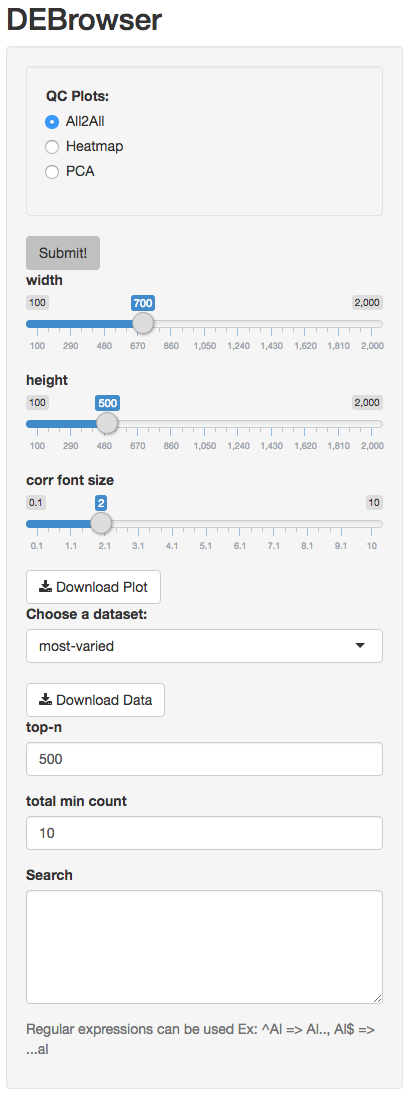 DEBrowser
QC Plots:
All2All
Heatmap
PCA
Submit!
width
100 700 2,000
100 290 480 670 860 1,050 1,240 1,430 1,620 1,810 2,000
height
100 500 2,000
100 290 480 670 860 1,050 1,240 1,430 1,620 1,810 2,000
corr font size
0.1 2 10
0.1 1.1 2.1 3.1 4.1 5.1 6.1 7.1 8.1 9.1 10
Download Plot
Choose a dataset:
most-varied
Download Data
top-n
500
total min count
10
Search
Regular expressions can be used Ex: ^Al => Al.., Al$ =>
...al